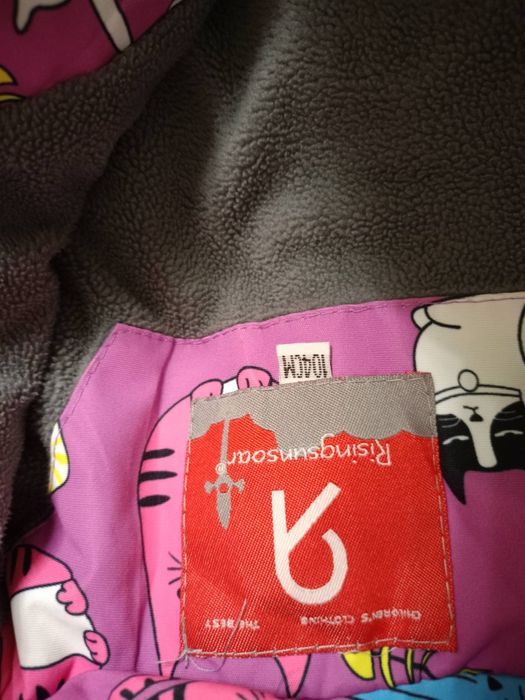 CHILDREN'S CLOTHING THE BEST
R
Risingsunsoar
104CM